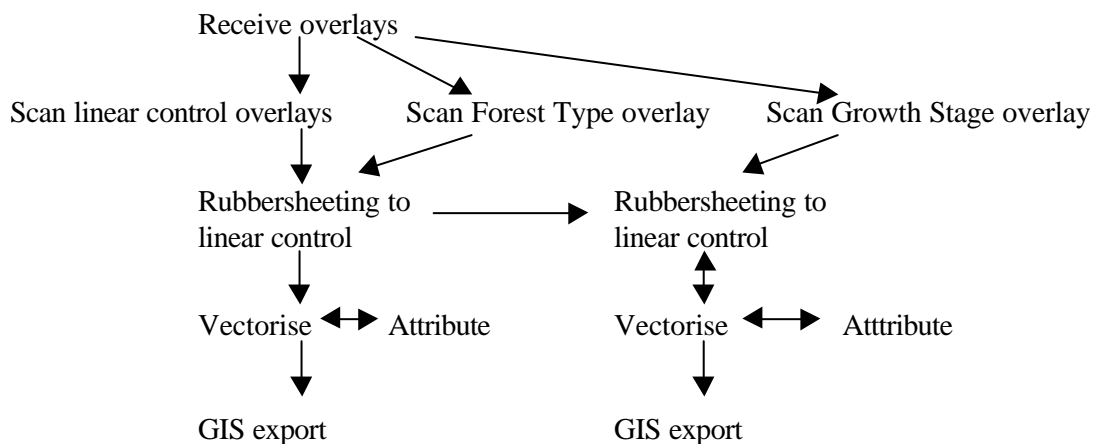 Receive overlays
Scan linear control overlays
Scan Forest Type overlay
Scan Growth Stage overlay
Rubbersheeting to
linear control
Rubbersheeting to
linear control
Vectorise
Attribute
Vectorise
Atttribute
GIS export
GIS export